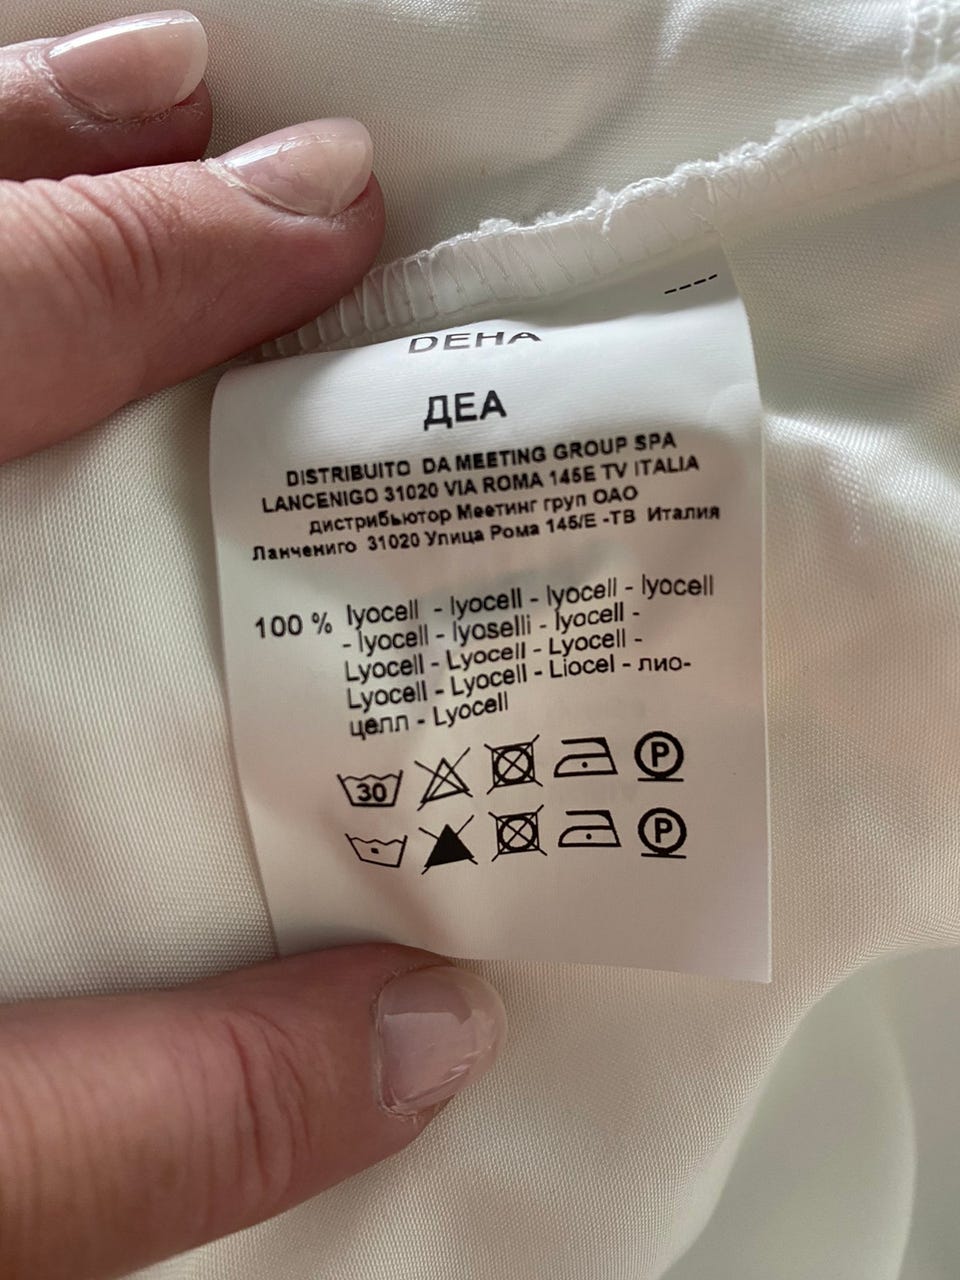 DEHA
ДЕА
DISTRIBUITO DA MEETING GROUP SPA
LANCENIGO 31020 VIA ROMA 145E TV ITALIA
дистрибьютор Меетинг груп ОАО
Ланчениго 31020 Улица Рома 145/Е -ТВ Италия
100 % lyocell - lyocell - lyocell - lyocell
- lyocell - lyoselli - lyocell -
Lyocell - Lyocell - Lyocell -
Lyocell - Lyocell - Liocel - лио-
целл - Lyocell
30 P
P